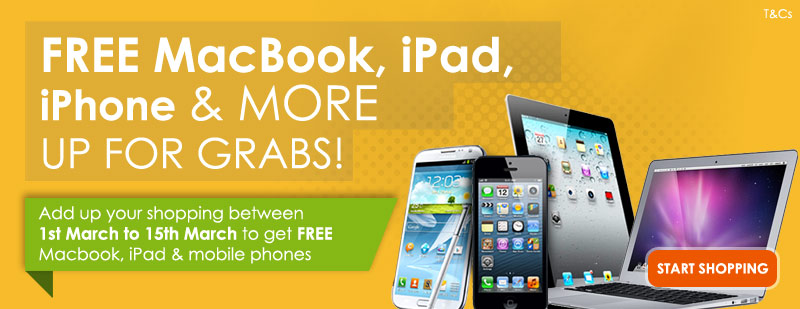 T&Cs
FREE MacBook, iPad,
iPhone & MORE
UP FOR GRABS!
Add up your shopping between
1st March to 15th March to get FREE
Macbook, iPad & mobile phones
START SHOPPING